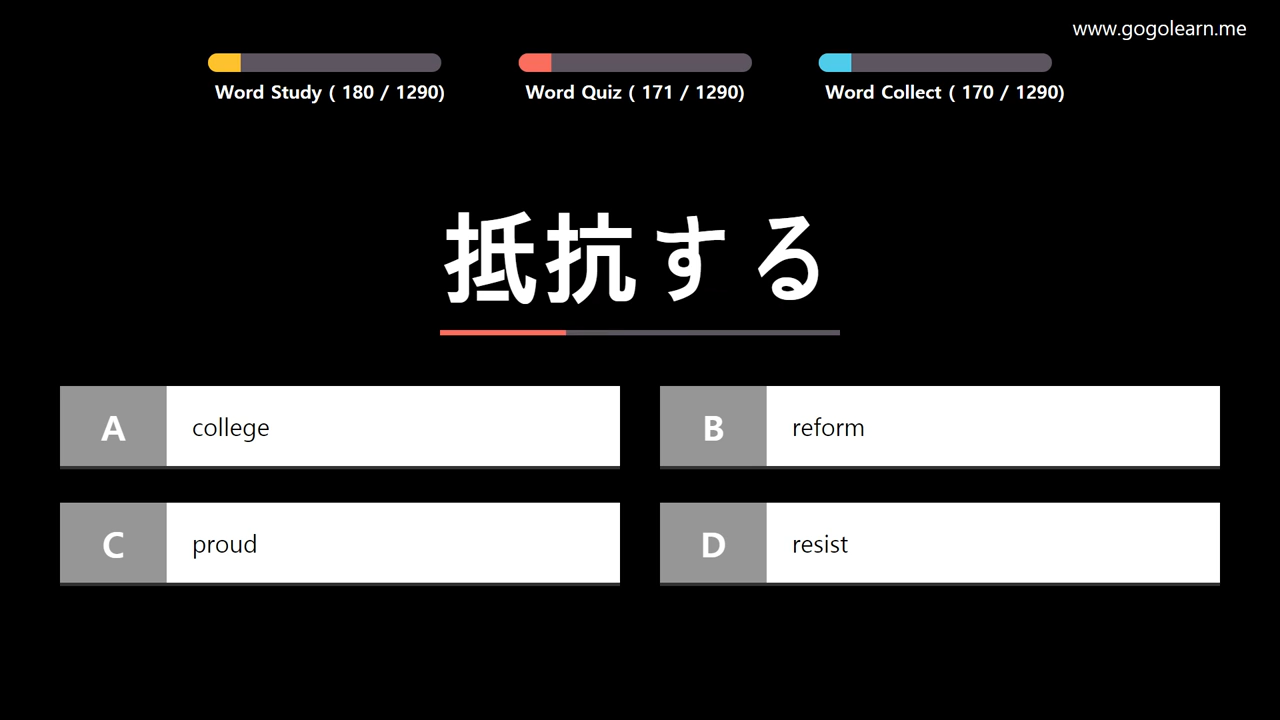 www.gogolearn.me
Word Study ( 180 / 1290)
Word Quiz ( 171 / 1290)
Word Collect ( 170 / 1290)
抵抗する
A college
B reform
C proud
D resist